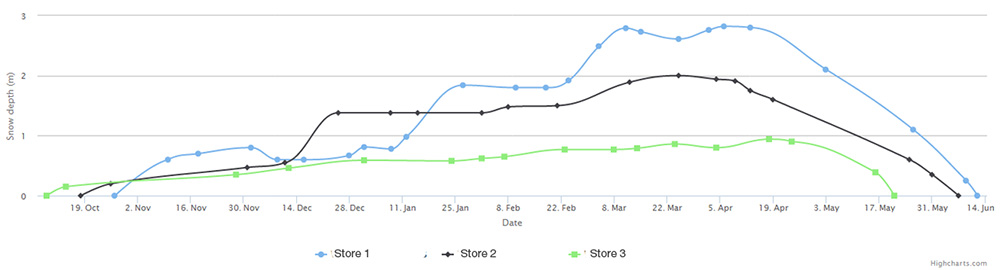 3
2
1
0
Snow depth (m)
19. Oct 2. Nov 16. Nov 30. Nov 14. Dec 28. Dec 11. Jan 25. Jan 8. Feb 22. Feb 8. Mar 22. Mar 5. Apr 19. Apr 3. May 17. May 31. May 14. Jun
Date
Store 1 Store 2 Store 3
Highcharts.com